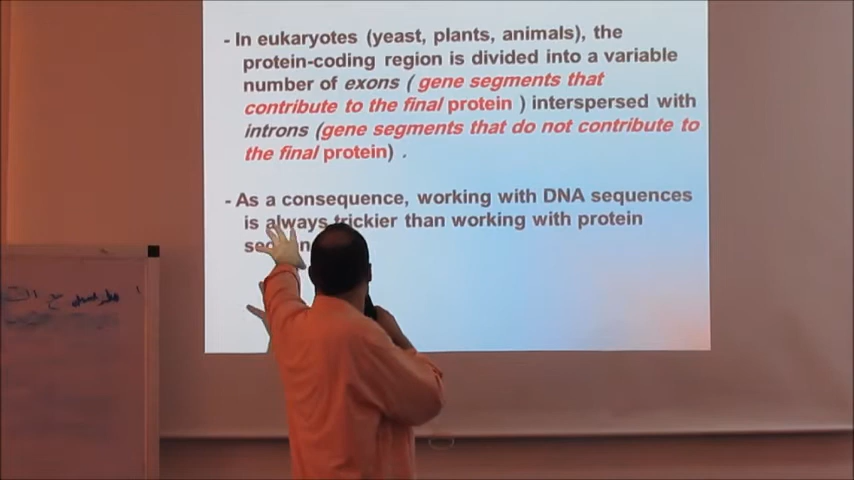 - In eukaryotes (yeast, plants, animals), the
protein-coding region is divided into a variable
number of exons ( gene segments that
contribute to the final protein ) interspersed with
introns (gene segments that do not contribute to
the final protein) .
- As a consequence, working with DNA sequences
is always trickier than working with protein